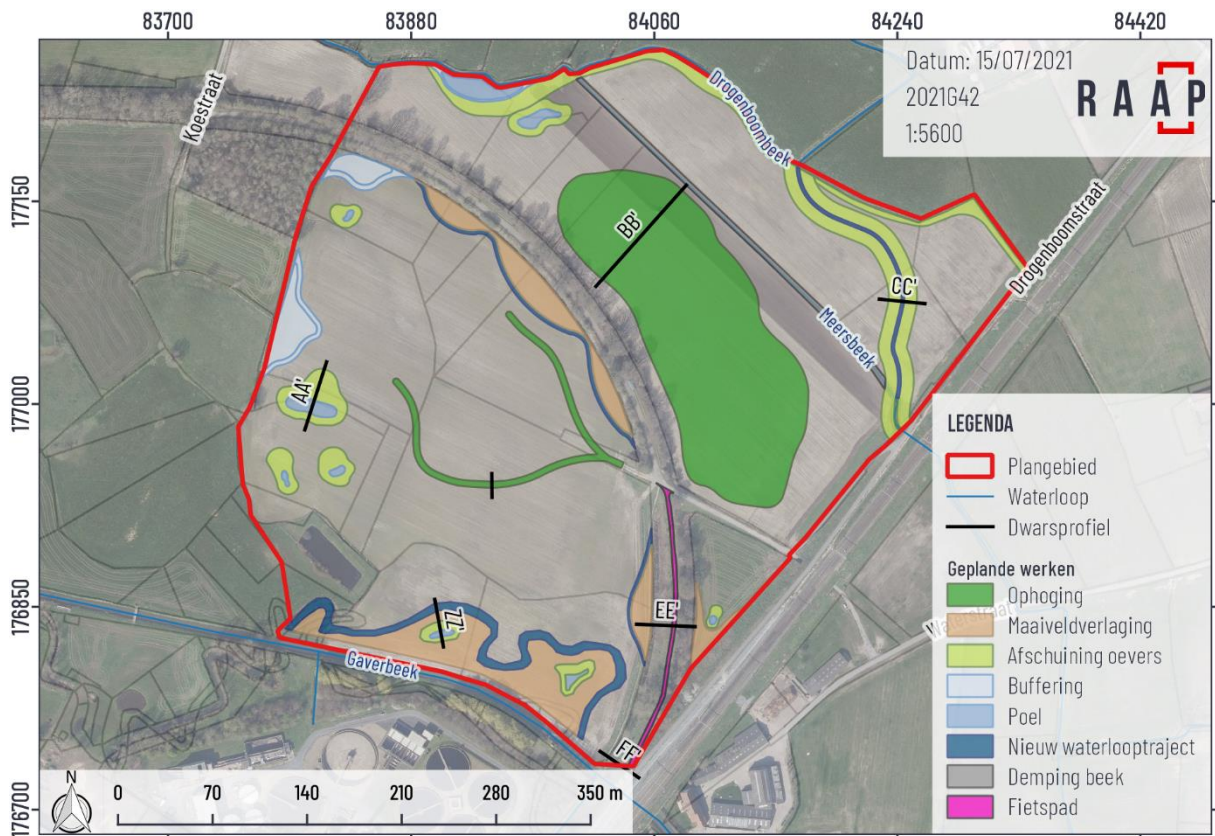 83700 83880 84060 84240 84420
Datum: 15/07/2021
2021G42
1:5600
RAAP
Koestraat
Drogenboombeek
Drogenboomstraat
177150
BB'
CC'
Meersbeek
177000
AA'
LEGENDA
Plangebied
Waterloop
Dwarsprofiel
Geplande werken
Ophoging
Maaiveldverlaging
Afschuining oevers
Buffering
Poel
Nieuw waterlooptraject
Demping beek
Fietspad
176850
ZZ'
EE'
Gaverbeek
FF'
N
0 70 140 210 280 350 m
176700